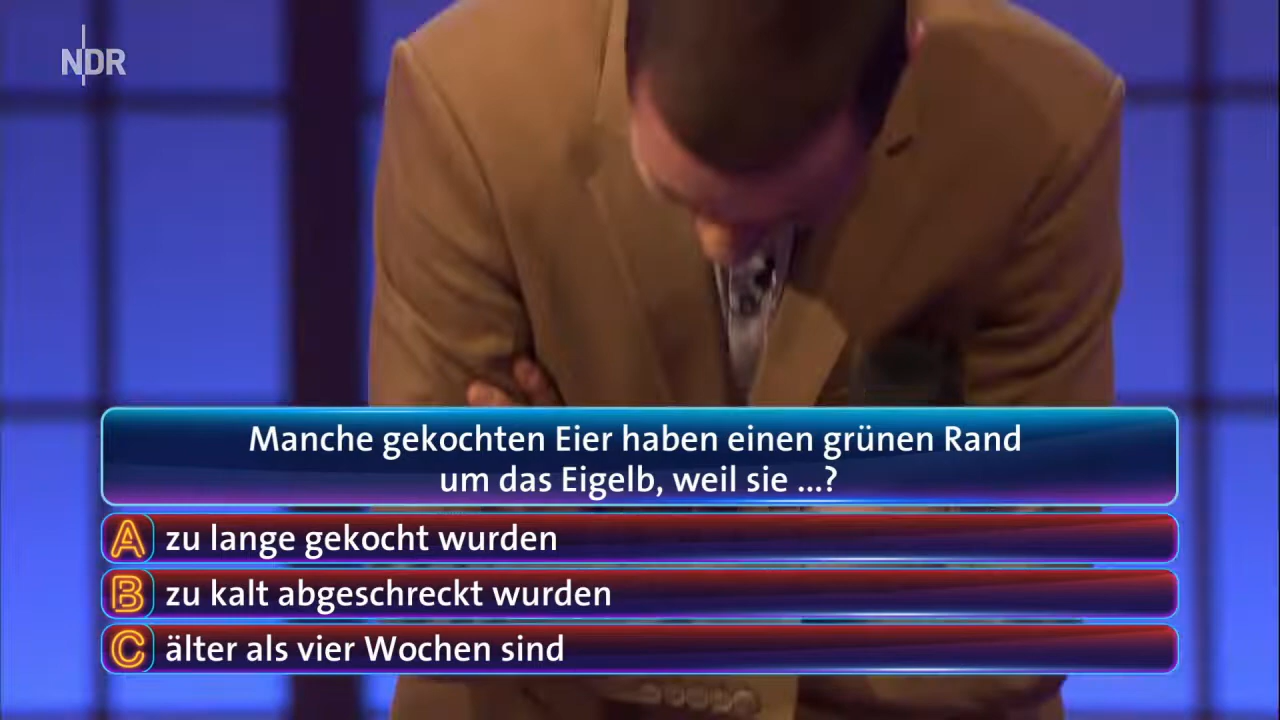 NDR
Manche gekochten Eier haben einen grünen Rand
um das Eigelb, weil sie ...?
A zu lange gekocht wurden
B zu kalt abgeschreckt wurden
C älter als vier Wochen sind